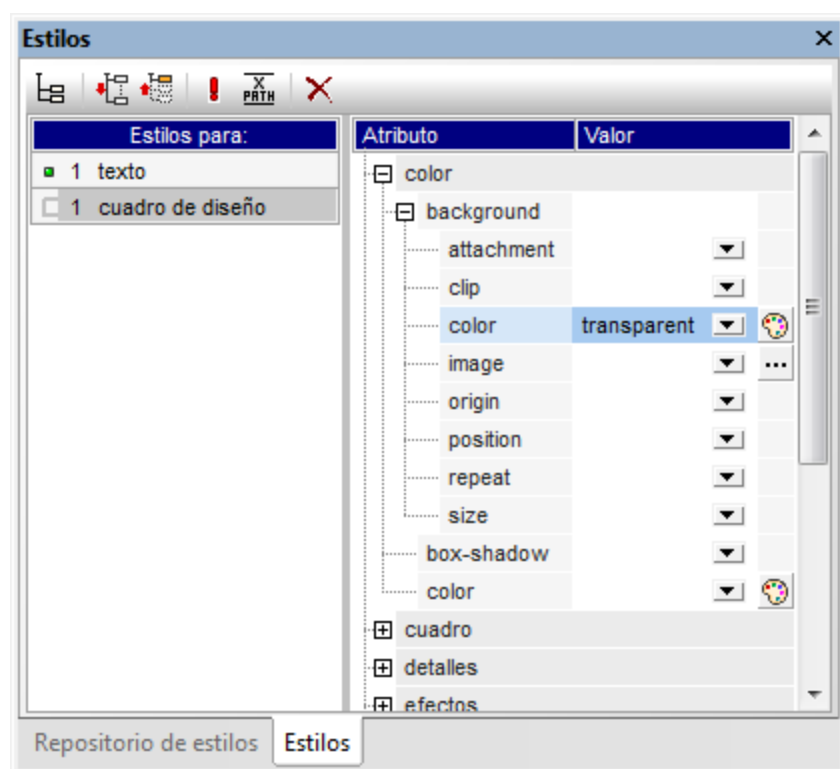 Estilos
X
PATH
Estilos para:
1 texto
1 cuadro de diseño
Atributo Valor
color
background
attachment
clip
color transparent
image ...
origin
position
repeat
size
box-shadow
color
cuadro
detalles
efectos
Repositorio de estilos Estilos